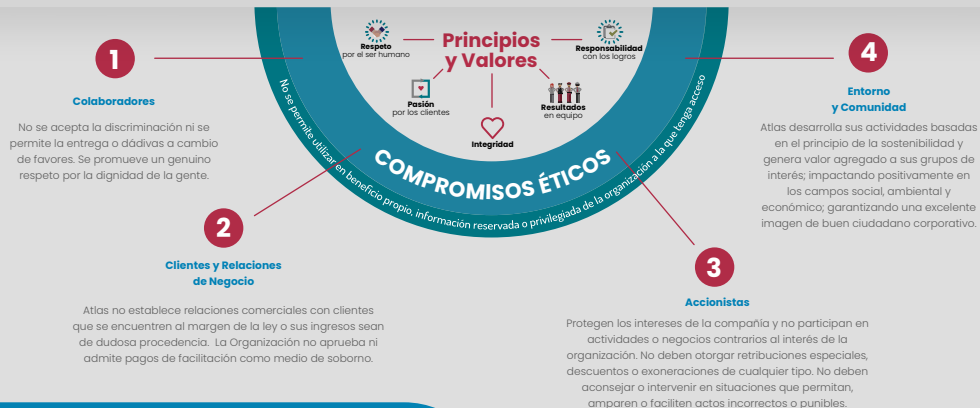 Principios
y Valores
Respeto
por el ser humano
Responsabilidad
con los logros
Pasión
por los clientes
Resultados
en equipo
Integridad
COMPROMISOS ÉTICOS
No se permite utilizar en beneficio propio, información reservada o privilegiada de la organización a la que tenga acceso
1
Colaboradores
No se acepta la discriminación ni se
permite la entrega o dádivas a cambio
de favores. Se promueve un genuino
respeto por la dignidad de la gente.
2
Clientes y Relaciones
de Negocio
Atlas no establece relaciones comerciales con clientes
que se encuentren al margen de la ley o sus ingresos sean
de dudosa procedencia. La Organización no aprueba ni
admite pagos de facilitación como medio de soborno.
3
Accionistas
Protegen los intereses de la compañía y no participan en
actividades o negocios contrarios al interés de la
organización. No deben otorgar retribuciones especiales,
descuentos o exoneraciones de cualquier tipo. No deben
aconsejar o intervenir en situaciones que permitan,
amparen o faciliten actos incorrectos o punibles.
4
Entorno
y Comunidad
Atlas desarrolla sus actividades basadas
en el principio de la sostenibilidad y
genera valor agregado a sus grupos de
interés; impactando positivamente en
los campos social, ambiental y
económico; garantizando una excelente
imagen de buen ciudadano corporativo.